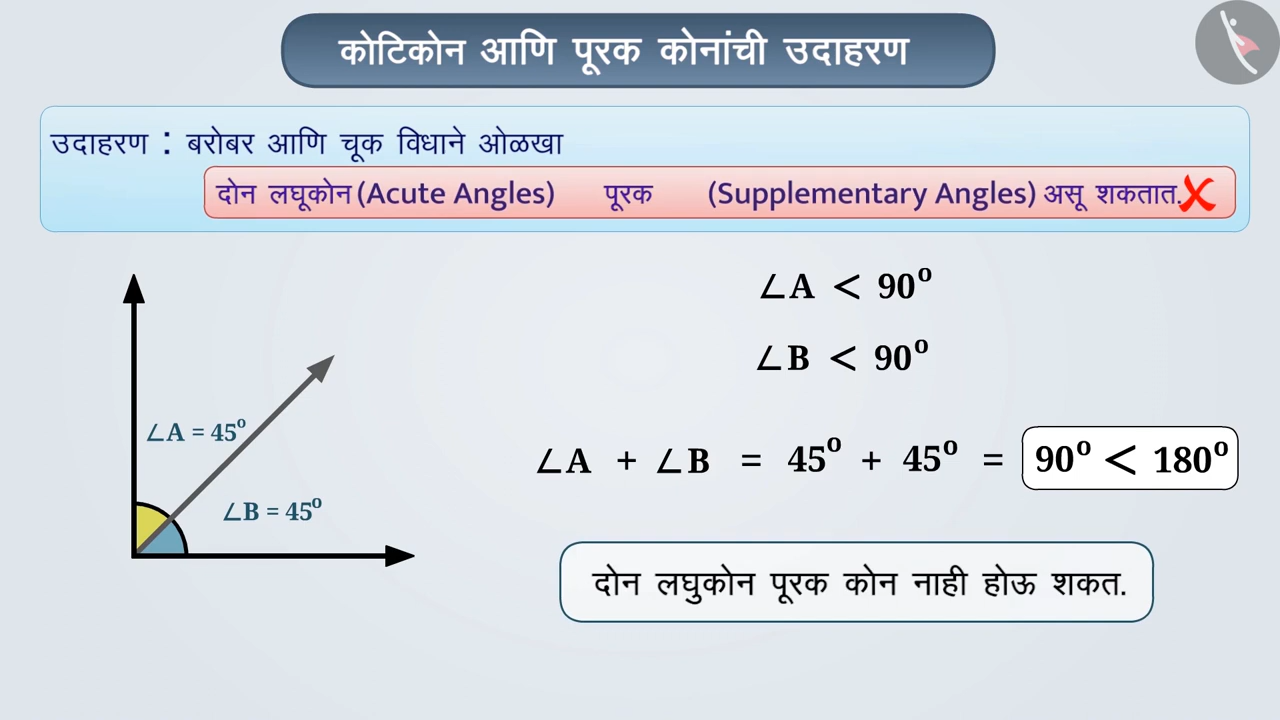 कोटिकोन आणि पूरक कोनांची उदाहरण
उदाहरण : बरोबर आणि चूक विधाने ओळखा
दोन लघूकोन (Acute Angles) पूरक (Supplementary Angles) असू शकतात.
∠A < 90°
∠B < 90°
∠A = 45°
∠A + ∠B = 45° + 45° = 90° < 180°
∠B = 45°
दोन लघुकोन पूरक कोन नाही होऊ शकत.